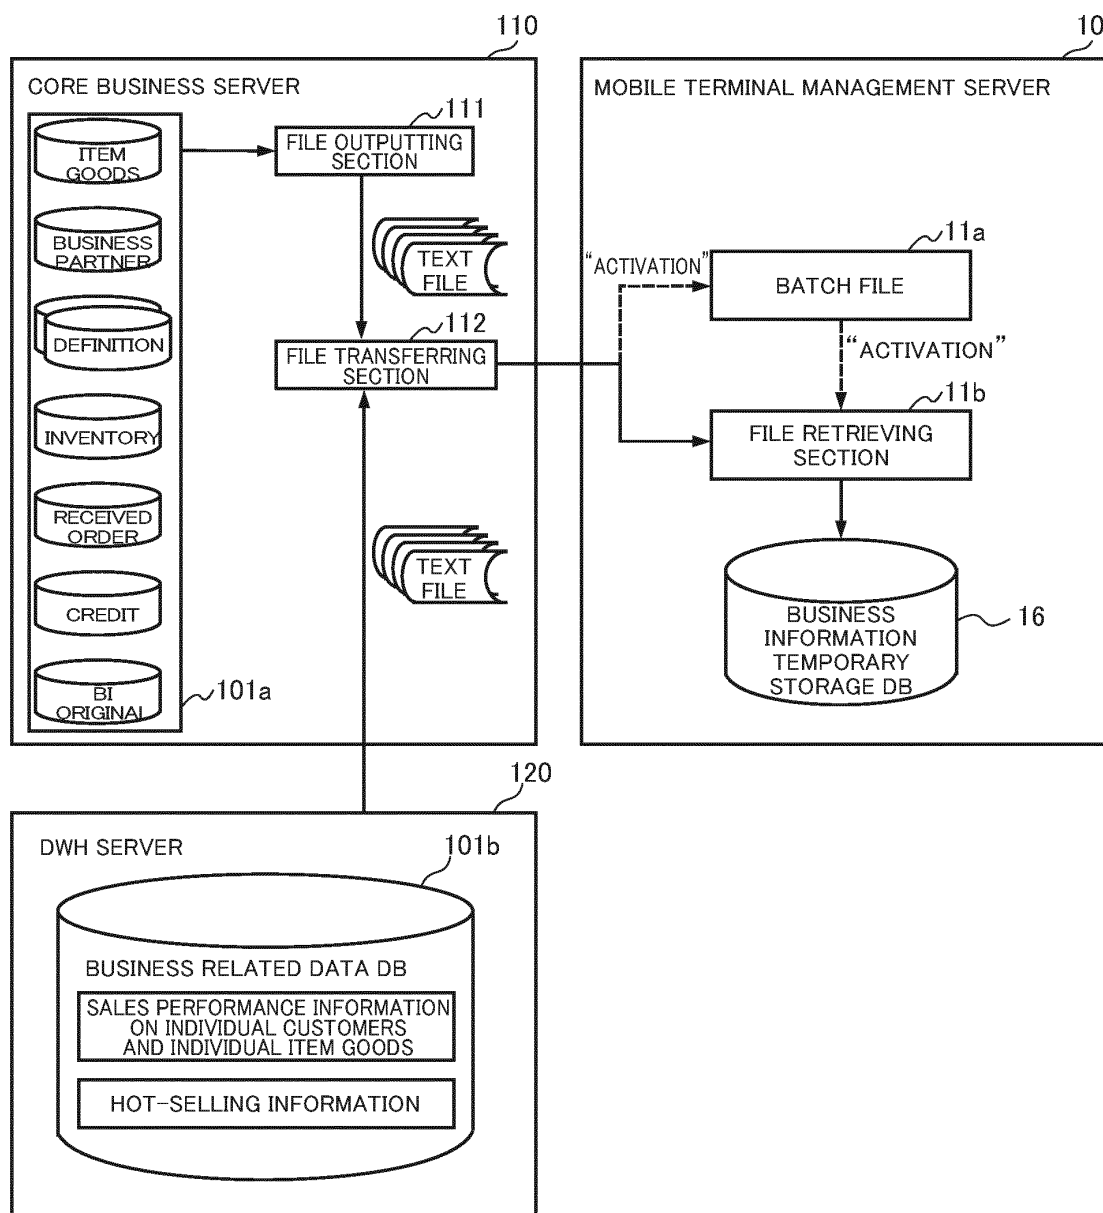 110
10
CORE BUSINESS SERVER
MOBILE TERMINAL MANAGEMENT SERVER
111
ITEM
GOODS
FILE OUTPUTTING
SECTION
BUSINESS
PARTNER
TEXT
FILE
11a
"ACTIVATION"
BATCH FILE
112
DEFINITION
FILE TRANSFERRING
SECTION
"ACTIVATION"
11b
INVENTORY
FILE RETRIEVING
SECTION
RECEIVED
ORDER
TEXT
FILE
CREDIT
BUSINESS
INFORMATION
TEMPORARY
STORAGE DB
16
BI
ORIGINAL
101a
120
DWH SERVER
101b
BUSINESS RELATED DATA DB
SALES PERFORMANCE INFORMATION
ON INDIVIDUAL CUSTOMERS
AND INDIVIDUAL ITEM GOODS
HOT-SELLING INFORMATION